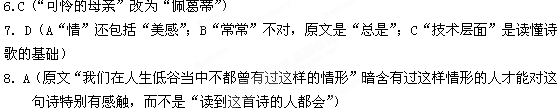 6.C（“可怜的母亲”改为“佩葛蒂”）
7. D（A“情”还包括“美感”；B“常常”不对，原文是“总是”；C“技术层面”是读懂诗
歌的基础）
8. A（原文“我们在人生低谷当中不都曾有过这样的情形”暗含有过这样情形的人才能对这
句诗特别有感触，而不是“读到这首诗的人都会”）